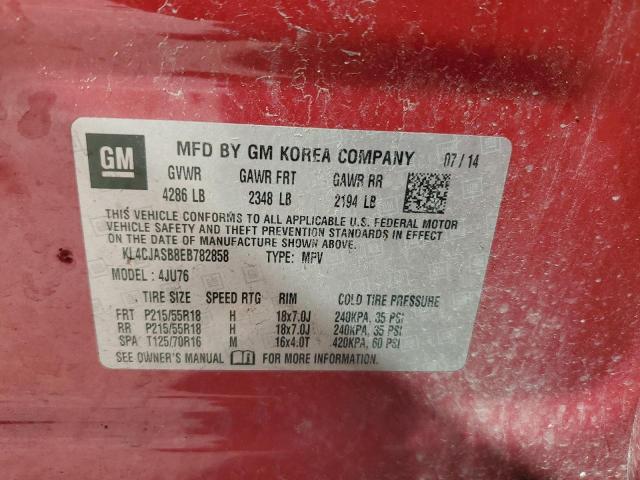 GM
MFD BY GM KOREA COMPANY 07/14
GVWR GAWR FRT GAWR RR
4286 LB 2348 LB 2194 LB
THIS VEHICLE CONFORMS TO ALL APPLICABLE U.S. FEDERAL MOTOR
VEHICLE SAFETY AND THEFT PREVENTION STANDARDS IN EFFECT
ON THE DATE OF MANUFACTURE SHOWN ABOVE.
KL4CJASB8EB782858 TYPE: MPV
MODEL: 4JU76
TIRE SIZE SPEED RTG RIM COLD TIRE PRESSURE
FRT P215/55R18 H 18x7.0J 240KPA, 35 PSI
RR P215/55R18 H 18x7.0J 240KPA, 35 PSI
SPA T125/70R16 M 16x4.0T 420KPA, 60 PSI
SEE OWNER'S MANUAL FOR MORE INFORMATION